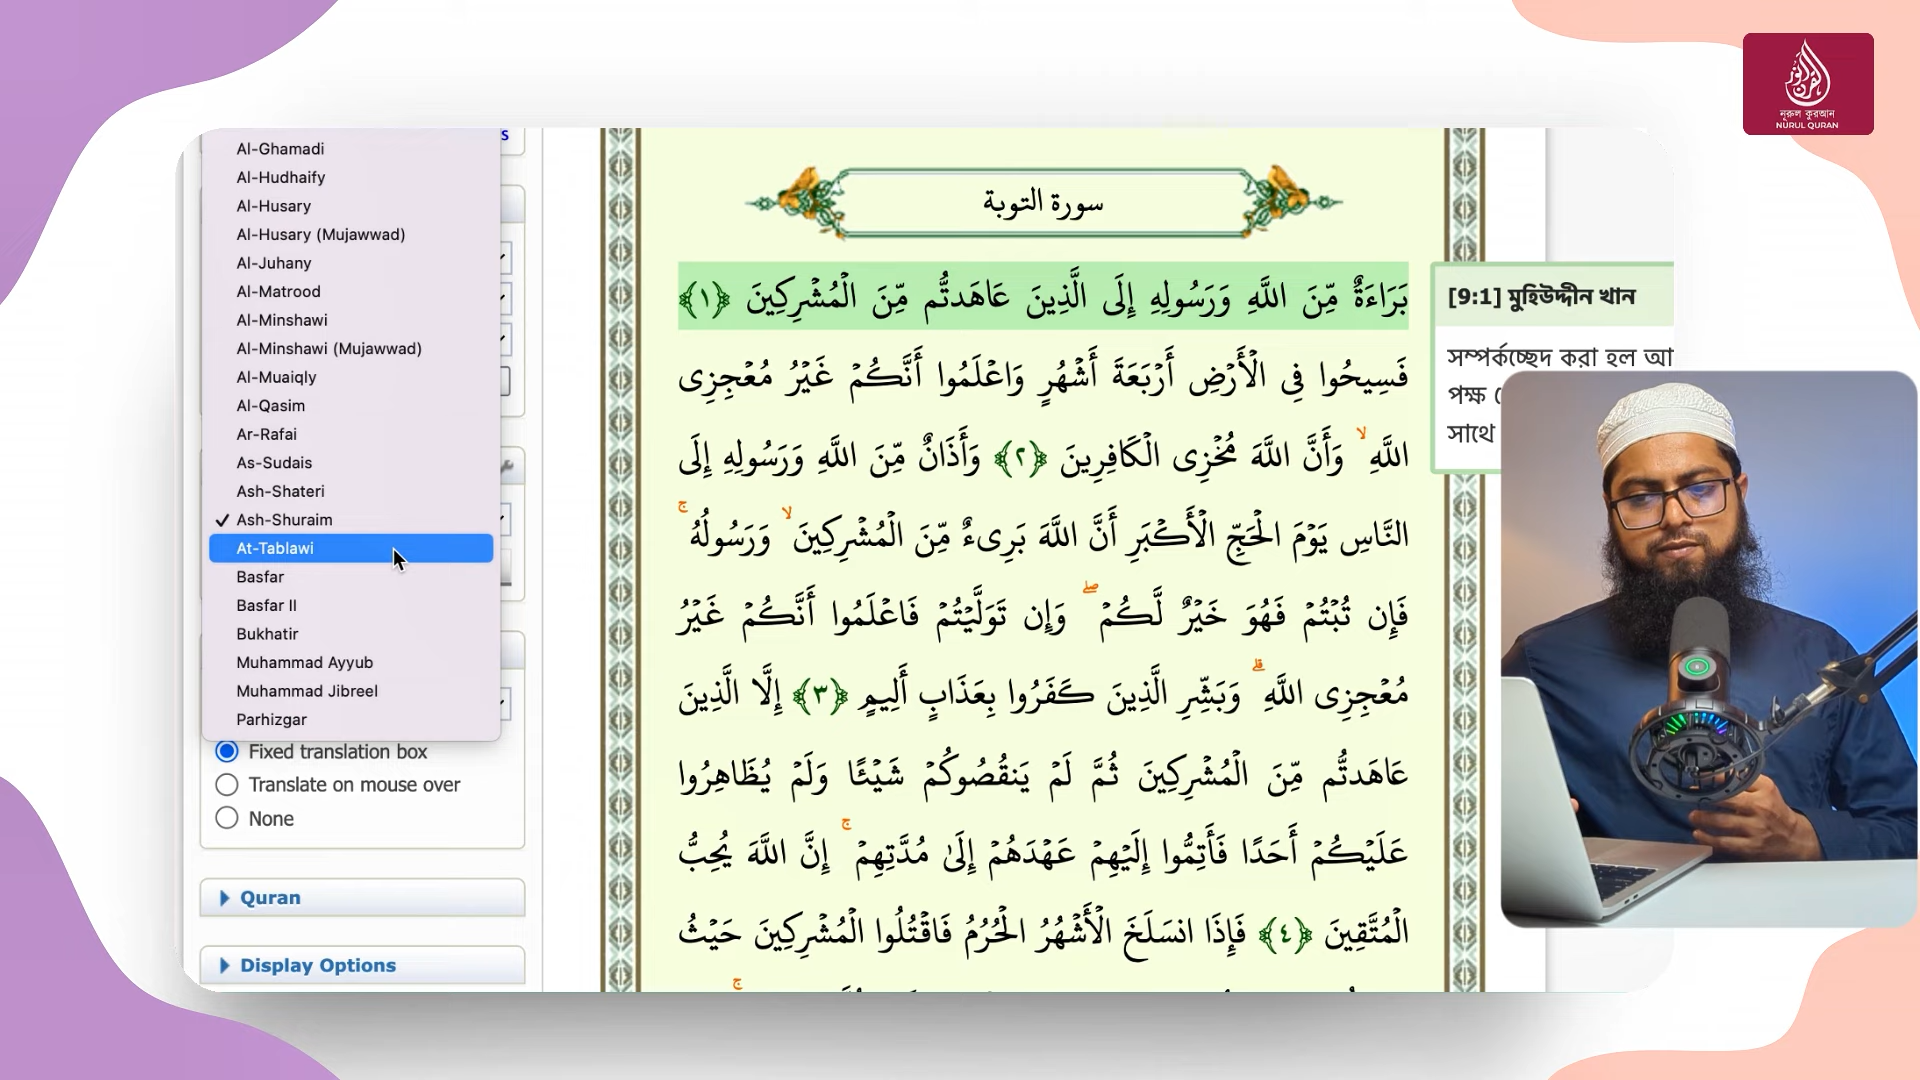 নূরুল কুরআন
NURUL QURAN
s
Al-Ghamadi
Al-Hudhaify
Al-Husary
Al-Husary (Mujawwad)
Al-Juhany
Al-Matrood
Al-Minshawi
Al-Minshawi (Mujawwad)
Al-Muaiqly
Al-Qasim
Ar-Rafai
As-Sudais
Ash-Shateri
✓ Ash-Shuraim
At-Tablawi
Basfar
Basfar II
Bukhatir
Muhammad Ayyub
Muhammad Jibreel
Parhizgar
Fixed translation box
Translate on mouse over
None
Quran
Display Options
سورة التوبة
بَرَاءَةٌ مِّنَ اللَّهِ وَرَسُولِهِ إِلَى الَّذِينَ عَاهَدتُّم مِّنَ الْمُشْرِكِينَ ﴿١﴾
فَسِيحُوا فِي الْأَرْضِ أَرْبَعَةَ أَشْهُرٍ وَاعْلَمُوا أَنَّكُمْ غَيْرُ مُعْجِزِي
اللَّهِ ۙ وَأَنَّ اللَّهَ مُخْزِي الْكَافِرِينَ ﴿٢﴾ وَأَذَانٌ مِّنَ اللَّهِ وَرَسُولِهِ إِلَى
النَّاسِ يَوْمَ الْحَجِّ الْأَكْبَرِ أَنَّ اللَّهَ بَرِيءٌ مِّنَ الْمُشْرِكِينَ ۙ وَرَسُولُهُ ۚ
فَإِن تُبْتُمْ فَهُوَ خَيْرٌ لَّكُمْ ۖ وَإِن تَوَلَّيْتُمْ فَاعْلَمُوا أَنَّكُمْ غَيْرُ
مُعْجِزِي اللَّهِ ۗ وَبَشِّرِ الَّذِينَ كَفَرُوا بِعَذَابٍ أَلِيمٍ ﴿٣﴾ إِلَّا الَّذِينَ
عَاهَدتُّم مِّنَ الْمُشْرِكِينَ ثُمَّ لَمْ يَنقُصُوكُمْ شَيْئًا وَلَمْ يُظَاهِرُوا
عَلَيْكُمْ أَحَدًا فَأَتِمُّوا إِلَيْهِمْ عَهْدَهُمْ إِلَىٰ مُدَّتِهِمْ ۚ إِنَّ اللَّهَ يُحِبُّ
الْمُتَّقِينَ ﴿٤﴾ فَإِذَا انسَلَخَ الْأَشْهُرُ الْحُرُمُ فَاقْتُلُوا الْمُشْرِكِينَ حَيْثُ
[9:1] মুহিউদ্দীন খান
সম্পর্কচ্ছেদ করা হল আ
পক্ষ
সাথে